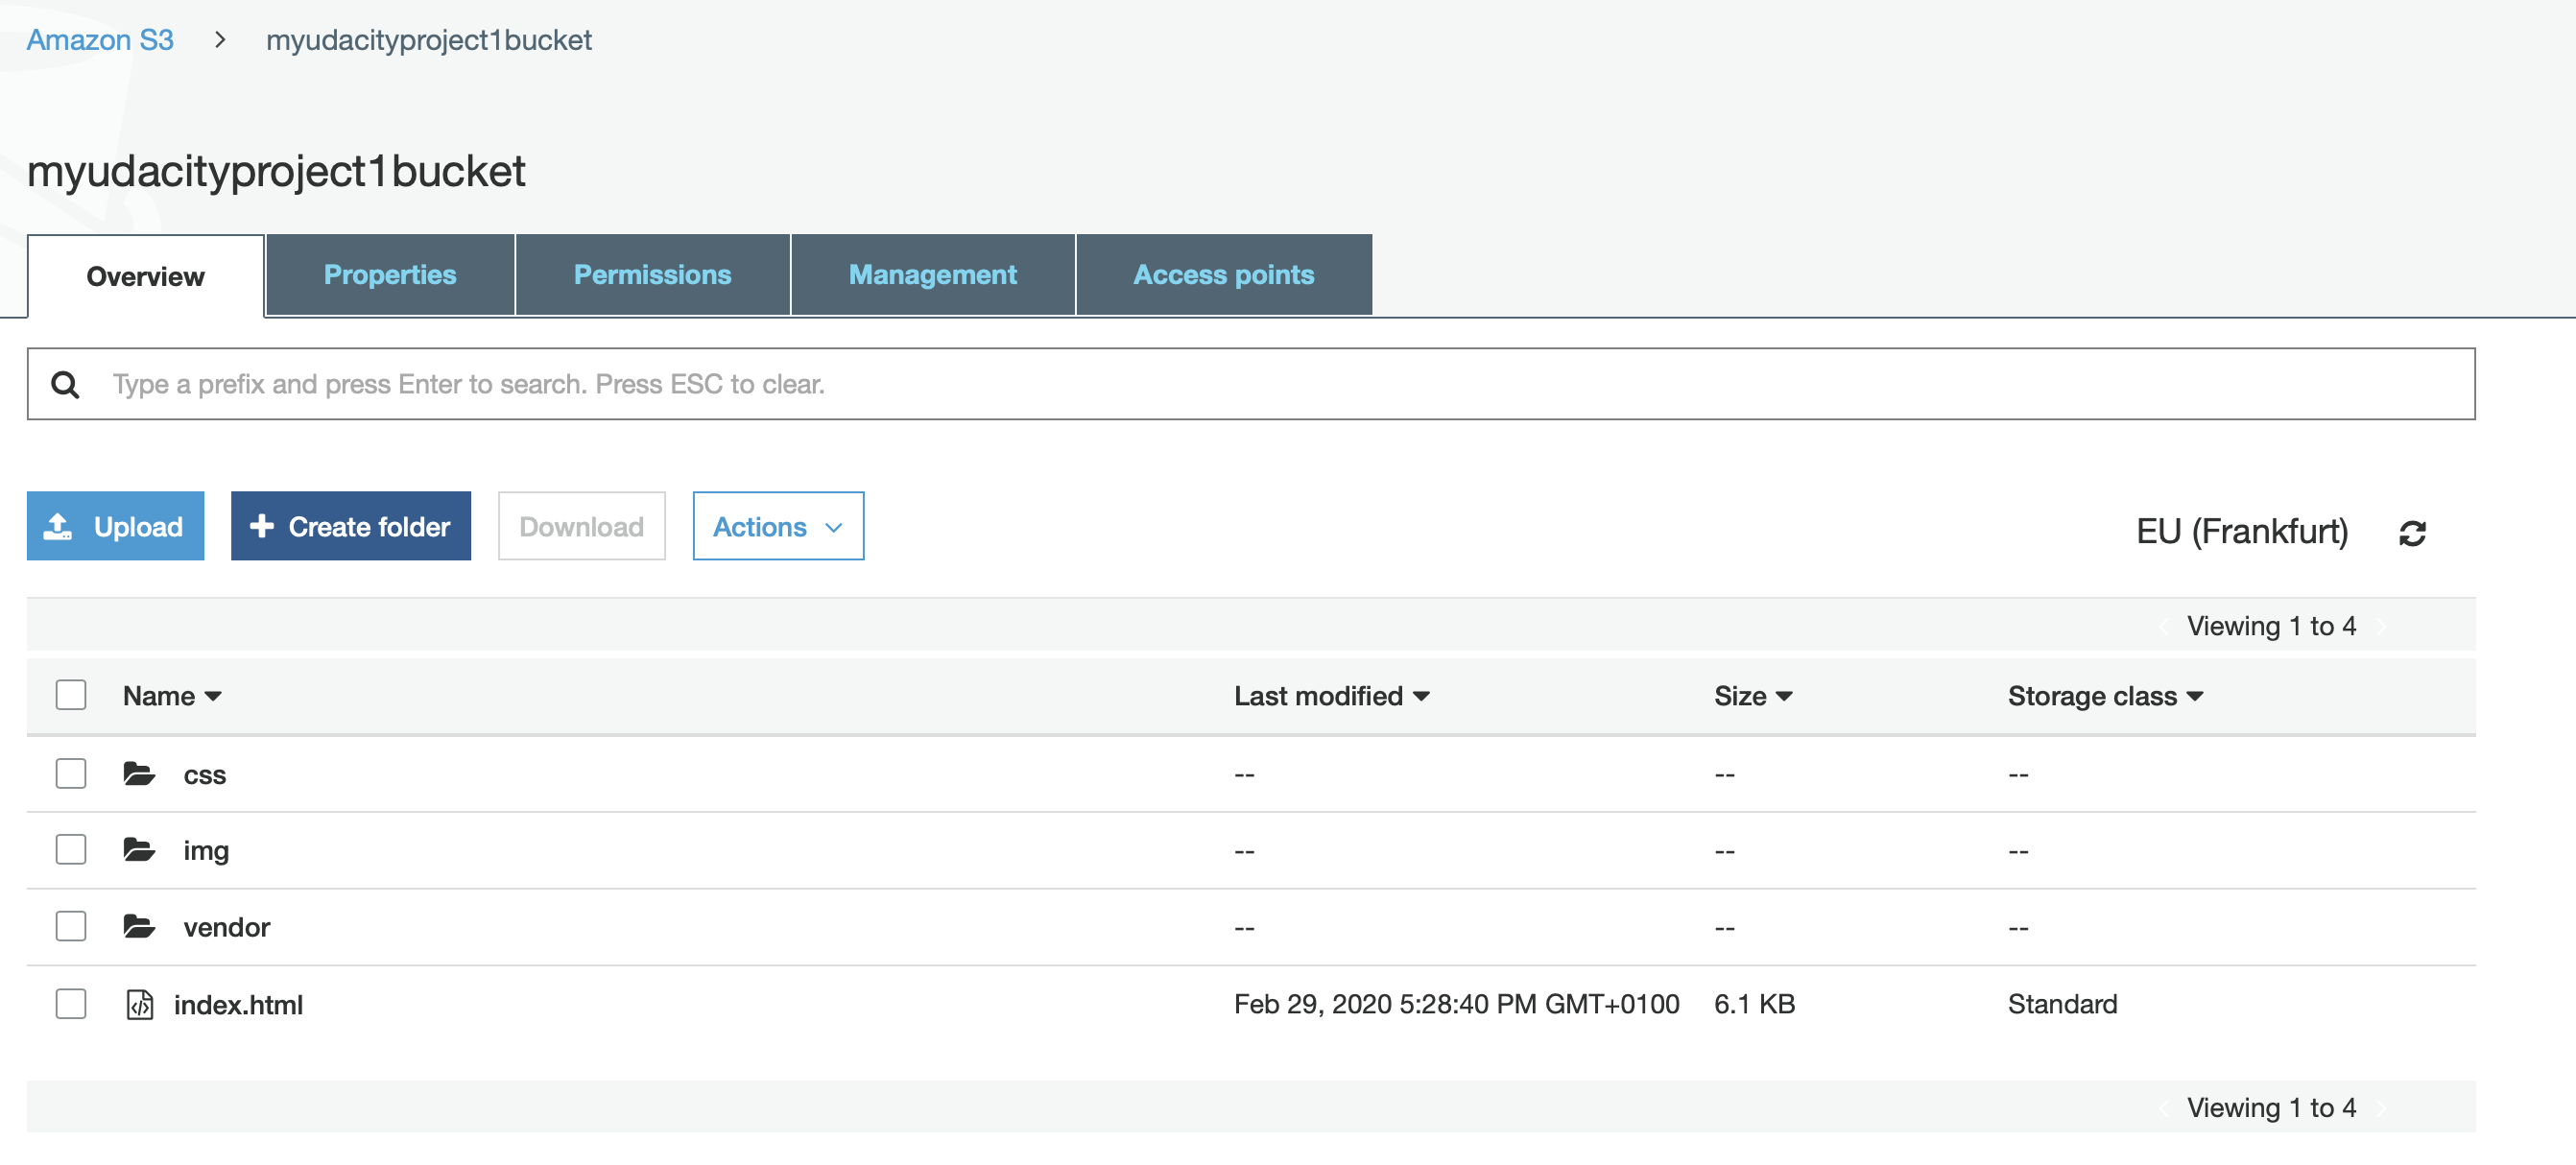 Amazon S3 > myudacityproject1bucket
myudacityproject1bucket
Overview Properties Permissions Management Access points
Type a prefix and press Enter to search. Press ESC to clear.
Upload + Create folder Download Actions EU (Frankfurt)
Viewing 1 to 4
Name Last modified Size Storage class
css -- -- --
img -- -- --
vendor -- -- --
index.html Feb 29, 2020 5:28:40 PM GMT+0100 6.1 KB Standard
Viewing 1 to 4